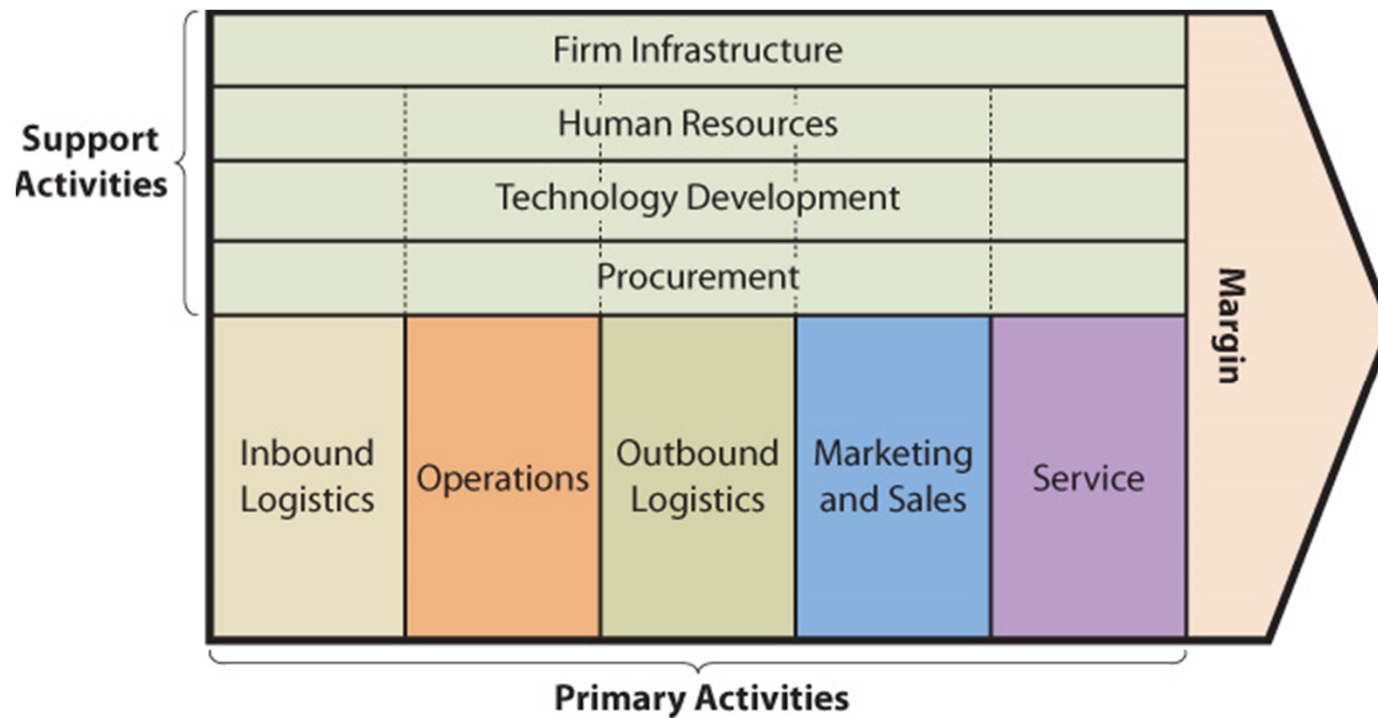 Firm Infrastructure
Human Resources
Support
Activities
Technology Development
Procurement
Margin
Inbound
Logistics
Operations
Outbound
Logistics
Marketing
and Sales
Service
Primary Activities